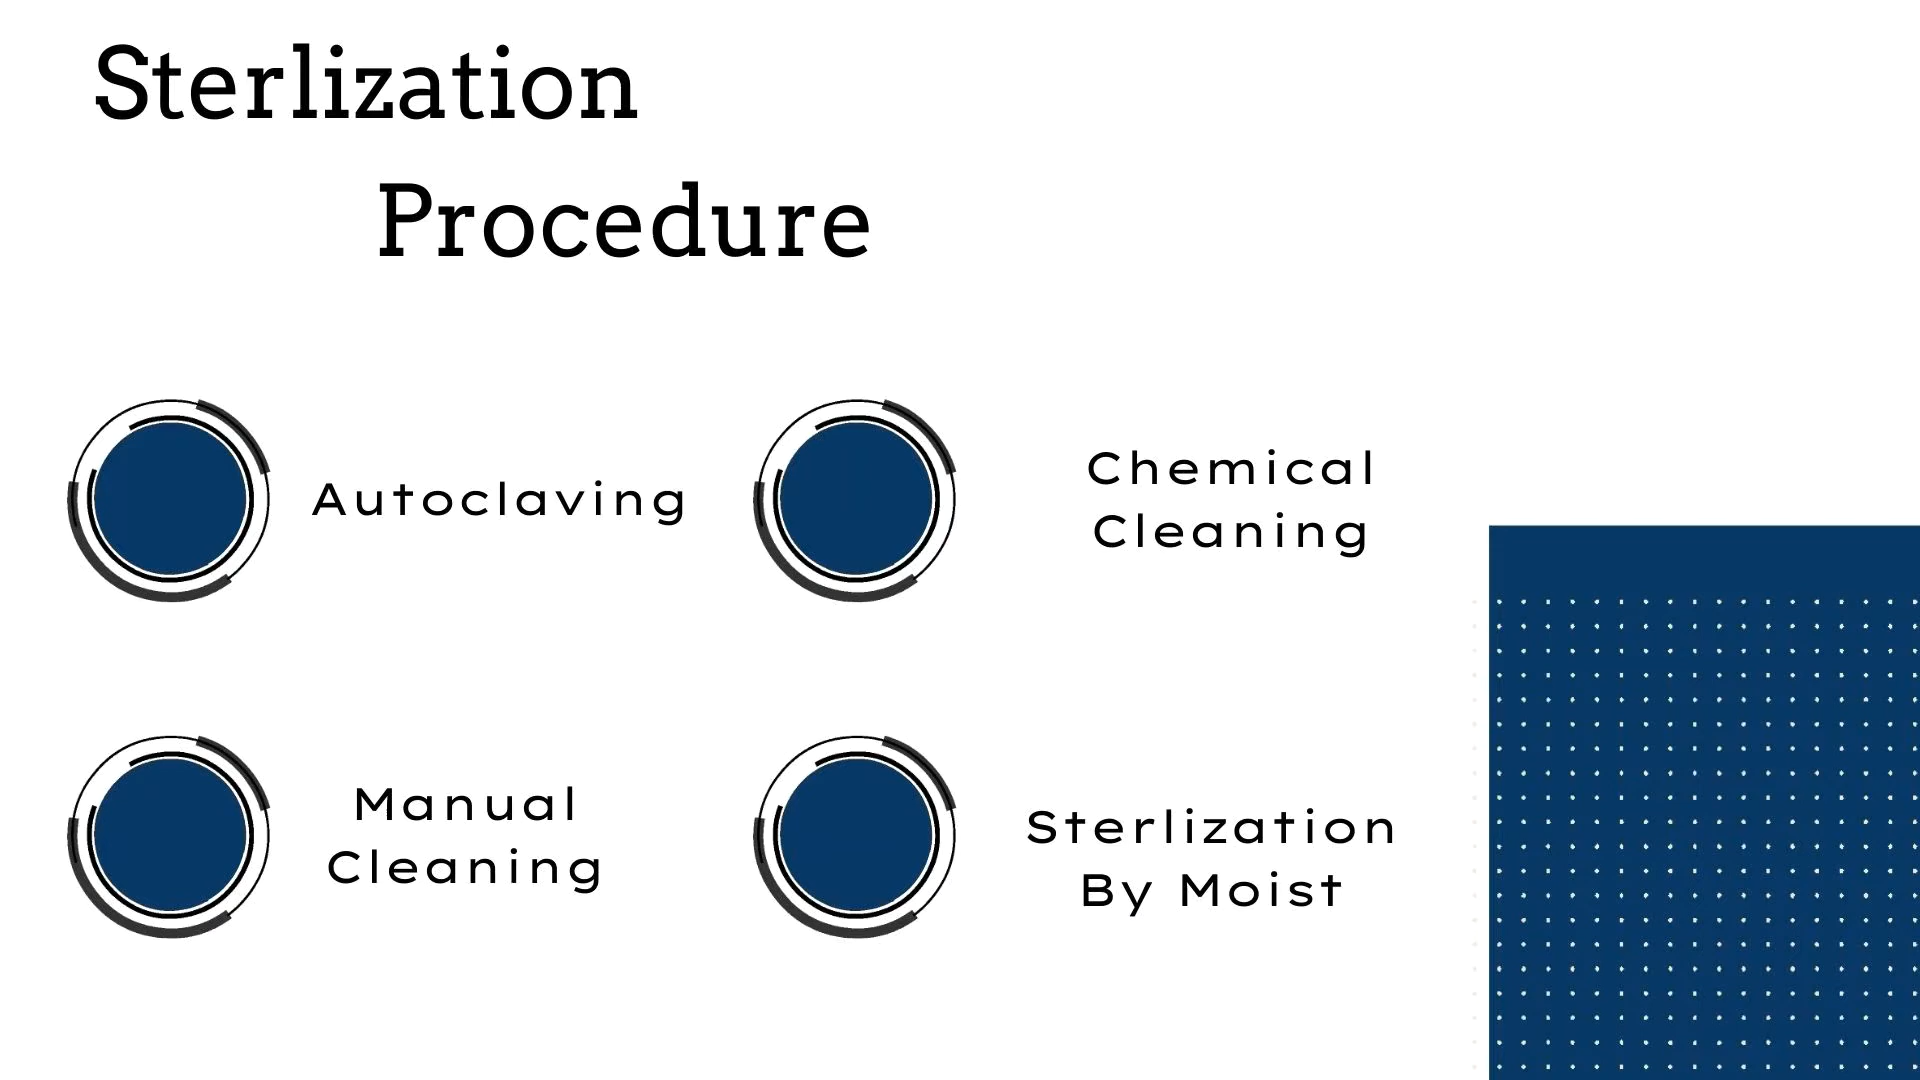 Sterlization
Procedure
Autoclaving
Chemical
Cleaning
Manual
Cleaning
Sterlization
By Moist